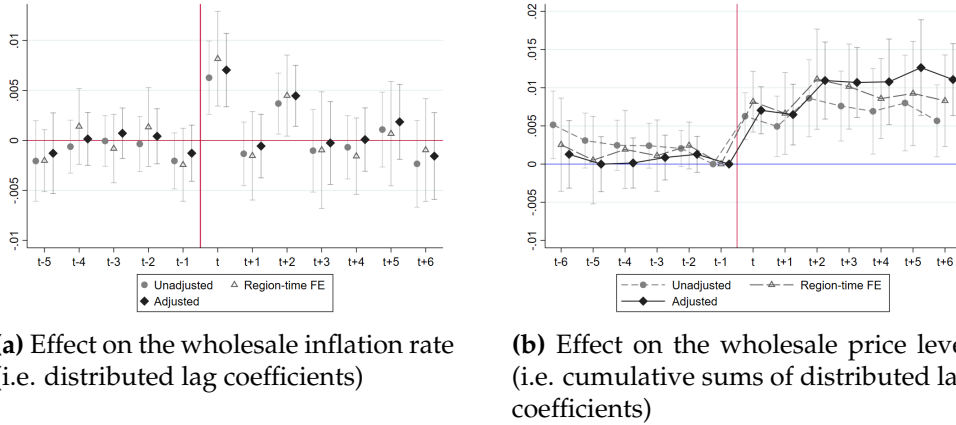 .01
.005
0
-.005
-.01
t-5 t-4 t-3 t-2 t-1 t t+1 t+2 t+3 t+4 t+5 t+6
Unadjusted Region-time FE
Adjusted
(a) Effect on the wholesale inflation rate
(i.e. distributed lag coefficients)
.02
.015
.01
.005
0
-.005
-.01
t-6 t-5 t-4 t-3 t-2 t-1 t t+1 t+2 t+3 t+4 t+5 t+6
Unadjusted Region-time FE
Adjusted
(b) Effect on the wholesale price leve
(i.e. cumulative sums of distributed la
coefficients)